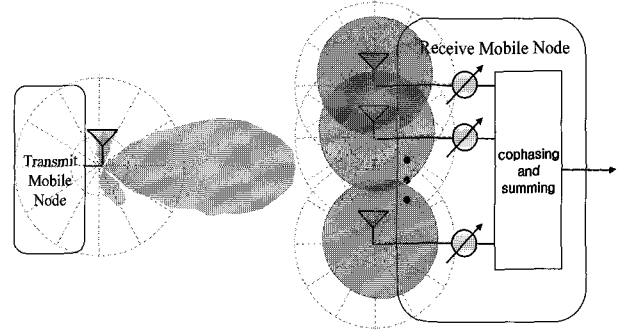 Receive Mobile Node
Transmit
Mobile
Node
cophasing
and
summing